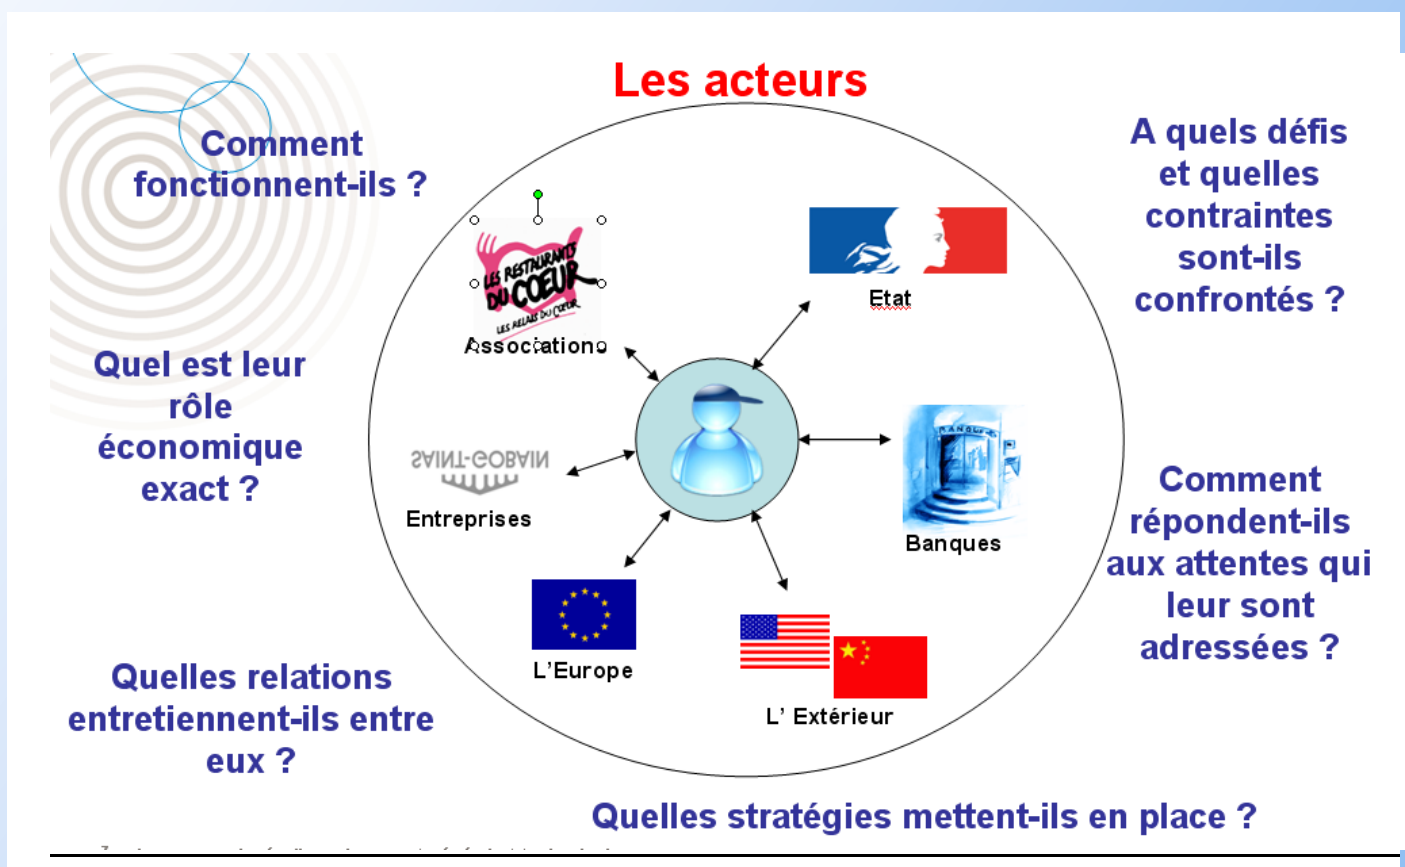 Les acteurs
Comment
fonctionnent-ils ?
A quels défis
et quelles
contraintes
sont-ils
confrontés ?
LES RESTAURANTS
DU COEUR
LES RELAIS DU CŒUR
Associations
Etat
Quel est leur
rôle
économique
exact ?
SAINT-GOBAIN
Entreprises
BANQUE
Banques
Comment
répondent-ils
aux attentes qui
leur sont
adressées ?
L'Europe
L' Extérieur
Quelles relations
entretiennent-ils entre
eux ?
Quelles stratégies mettent-ils en place ?